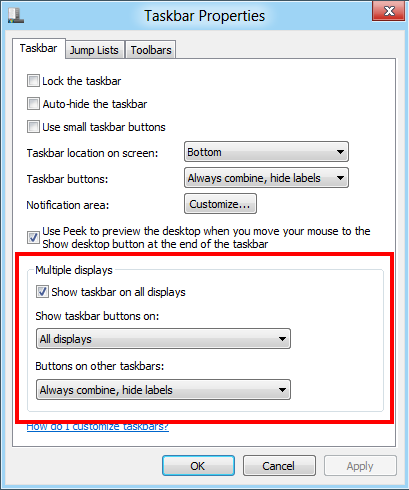 Taskbar Properties
Taskbar
Jump Lists
Toolbars
Lock the taskbar
Auto-hide the taskbar
Use small taskbar buttons
Taskbar location on screen:
Bottom
Taskbar buttons:
Always combine, hide labels
Notification area:
Customize...
Use Peek to preview the desktop when you move your mouse to the
Show desktop button at the end of the taskbar
Multiple displays
Show taskbar on all displays
Show taskbar buttons on:
All displays
Buttons on other taskbars:
Always combine, hide labels
How do I customize taskbars?
OK
Cancel
Apply